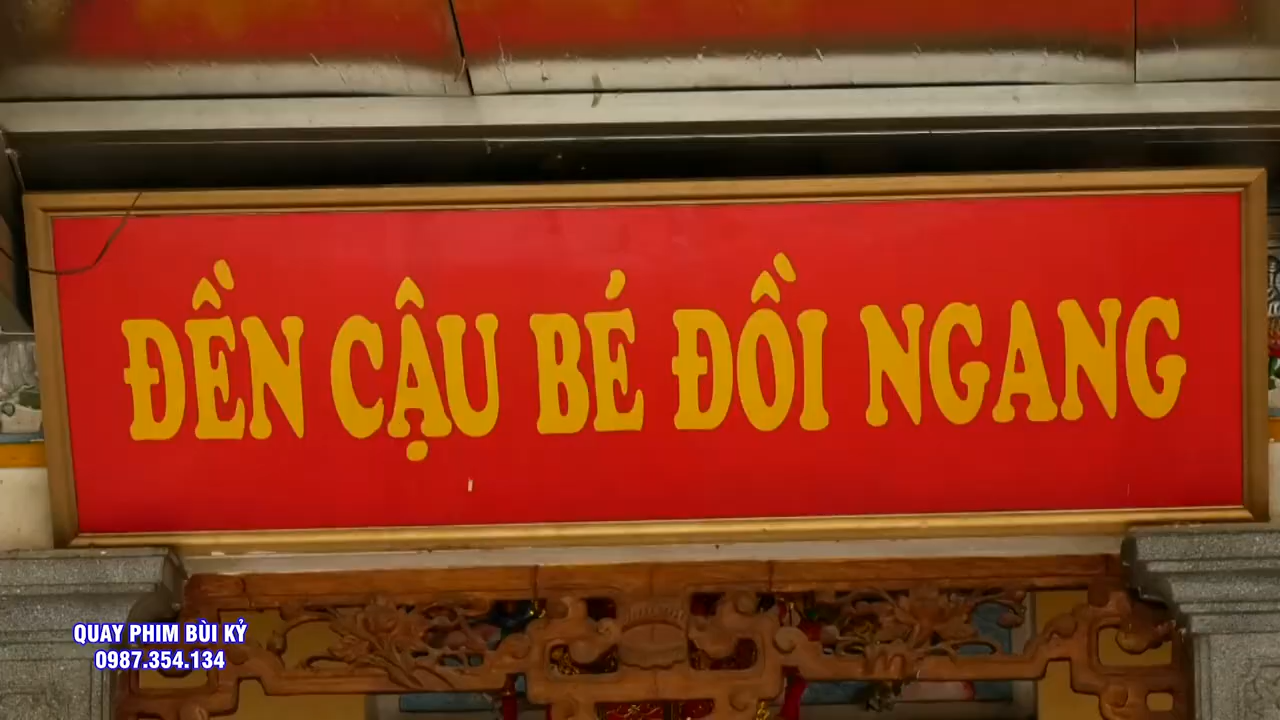 ĐỀN CẬU BÉ ĐỒI NGANG
QUAY PHIM BÙI KỶ
0987.354.134